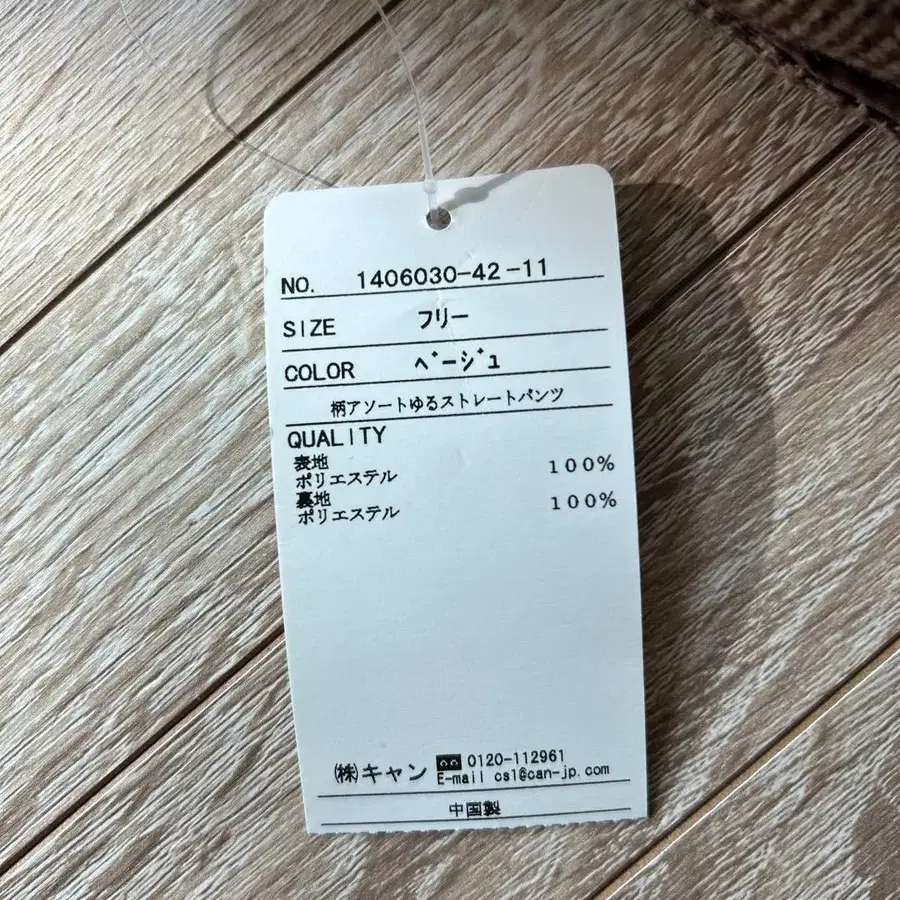 NO. 1406030-42-11
SIZE フリー
COLOR ベージュ
柄アソートゆるストレートパンツ
QUALITY
表地
ポリエステル 100%
裏地
ポリエステル 100%
㈱キャン 0120-112961
E-mail cs1@can-jp.com
中国製